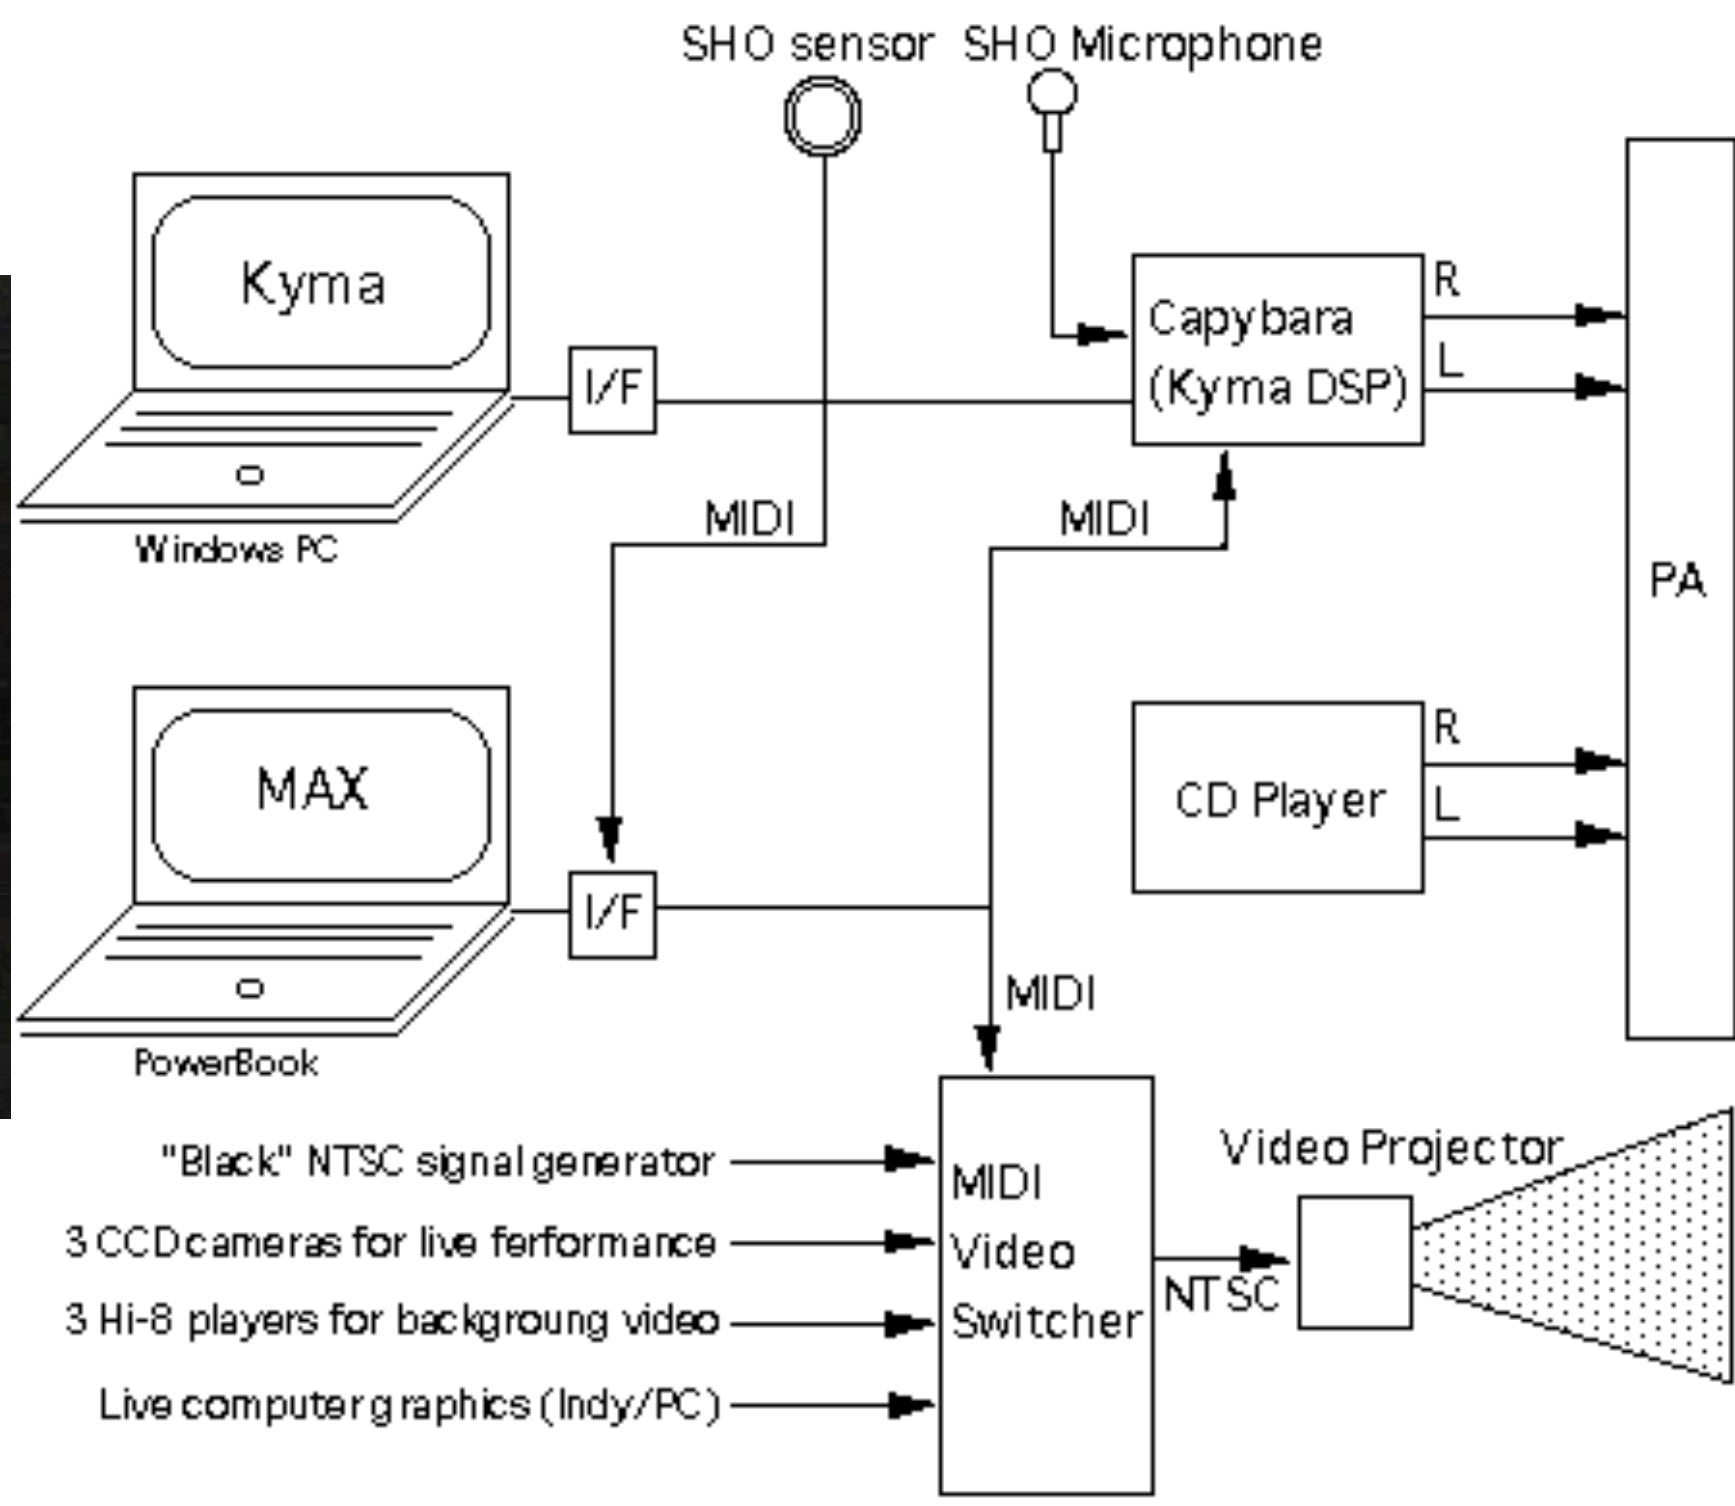 SHO sensor
SHO Microphone
Kyma
I/F
Windows PC
Capybara
(Kyma DSP)
R
L
MIDI
MIDI
PA
MAX
I/F
PowerBook
CD Player
R
L
MIDI
"Black" NTSC signal generator
3 CCD cameras for live ferformance
3 Hi-8 players for backgroung video
Live computer graphics (Indy/PC)
MIDI
Video
Switcher
NTSC
Video Projector